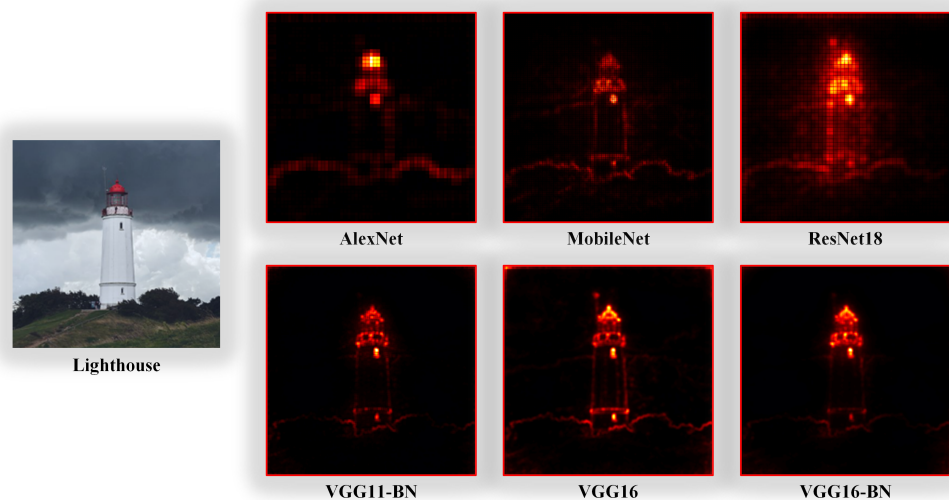 AlexNet
MobileNet
ResNet18
Lighthouse
VGG11-BN
VGG16
VGG16-BN